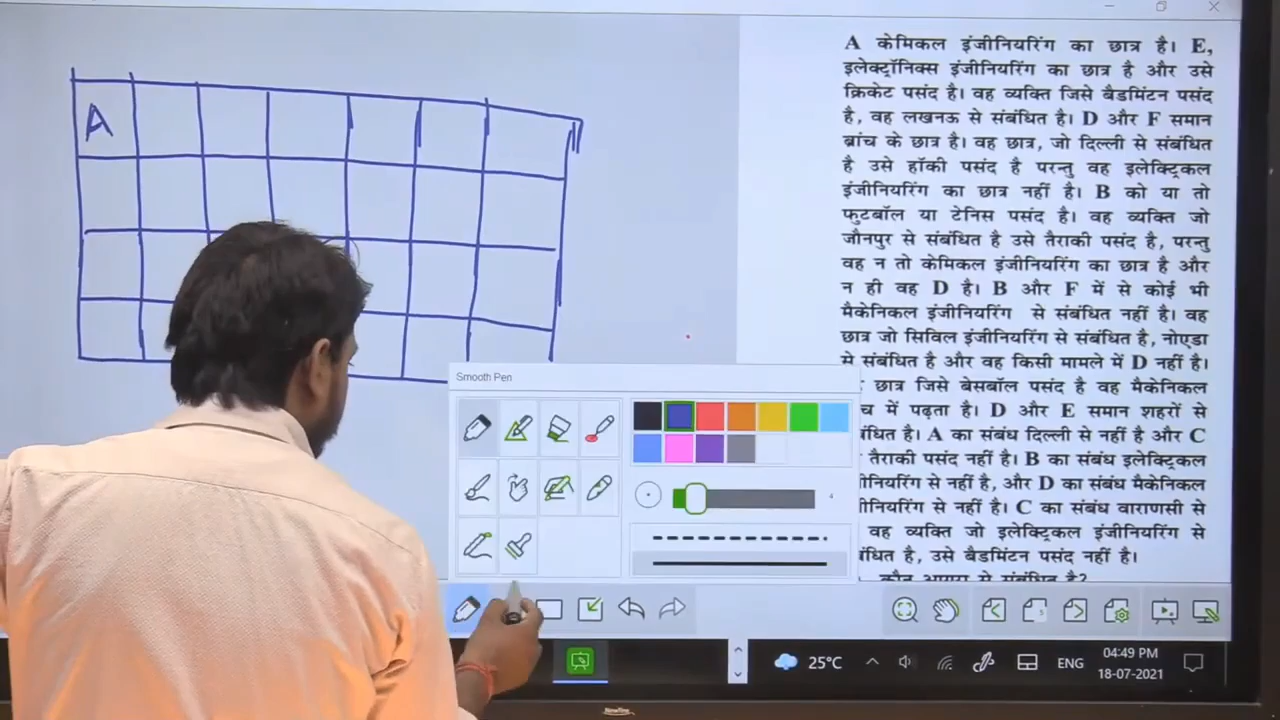 A
A केमिकल इंजीनियरिंग का छात्र है। E,
इलेक्ट्रॉनिक्स इंजीनियरिंग का छात्र है और उसे
क्रिकेट पसंद है। वह व्यक्ति जिसे बैडमिंटन पसंद
है, वह लखनऊ से संबंधित है। D और F समान
ब्रांच के छात्र है। वह छात्र, जो दिल्ली से संबंधित
है उसे हॉकी पसंद है परन्तु वह इलेक्ट्रिकल
इंजीनियरिंग का छात्र नहीं है। B को या तो
फुटबॉल या टेनिस पसंद है। वह व्यक्ति जो
जौनपुर से संबंधित है उसे तैराकी पसंद है, परन्तु
वह न तो केमिकल इंजीनियरिंग का छात्र है और
न ही वह D है। B और F में से कोई भी
मैकेनिकल इंजीनियरिंग से संबंधित नहीं है। वह
छात्र जो सिविल इंजीनियरिंग से संबंधित है, नोएडा
से संबंधित है और वह किसी मामले में D नहीं है।
छात्र जिसे बेसबॉल पसंद है वह मैकेनिकल
में पढ़ता है। D और E समान शहरों से
है। A का संबंध दिल्ली से नहीं है और C
तैराकी पसंद नहीं है। B का संबंध इलेक्ट्रिकल
से नहीं है, और D का संबंध मैकेनिकल
से नहीं है। C का संबंध वाराणसी से
वह व्यक्ति जो इलेक्ट्रिकल इंजीनियरिंग से
है, उसे बैडमिंटन पसंद नहीं है।
Smooth Pen
4
5
25°C
ENG
04:49 PM
18-07-2021